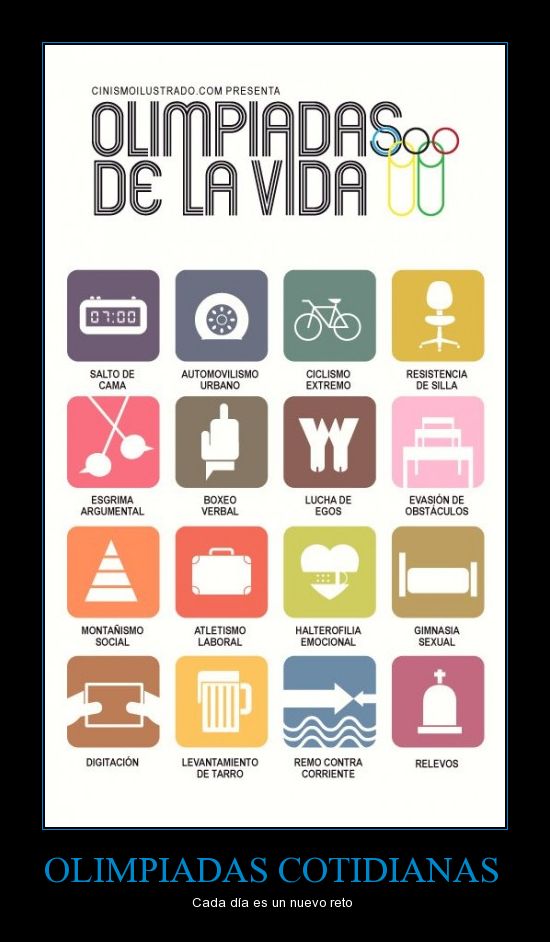 CINISMOILUSTRADO.COM PRESENTA
OLIMPIADAS
DE LA VIDA
07:00
SALTO DE
CAMA
AUTOMOVILISMO
URBANO
CICLISMO
EXTREMO
RESISTENCIA
DE SILLA
ESGRIMA
ARGUMENTAL
BOXEO
VERBAL
LUCHA DE
EGOS
EVASIÓN DE
OBSTÁCULOS
MONTAÑISMO
SOCIAL
ATLETISMO
LABORAL
HALTEROFILIA
EMOCIONAL
GIMNASIA
SEXUAL
DIGITACIÓN
LEVANTAMIENTO
DE TARRO
REMO CONTRA
CORRIENTE
RELEVOS
OLIMPIADAS COTIDIANAS
Cada día es un nuevo reto